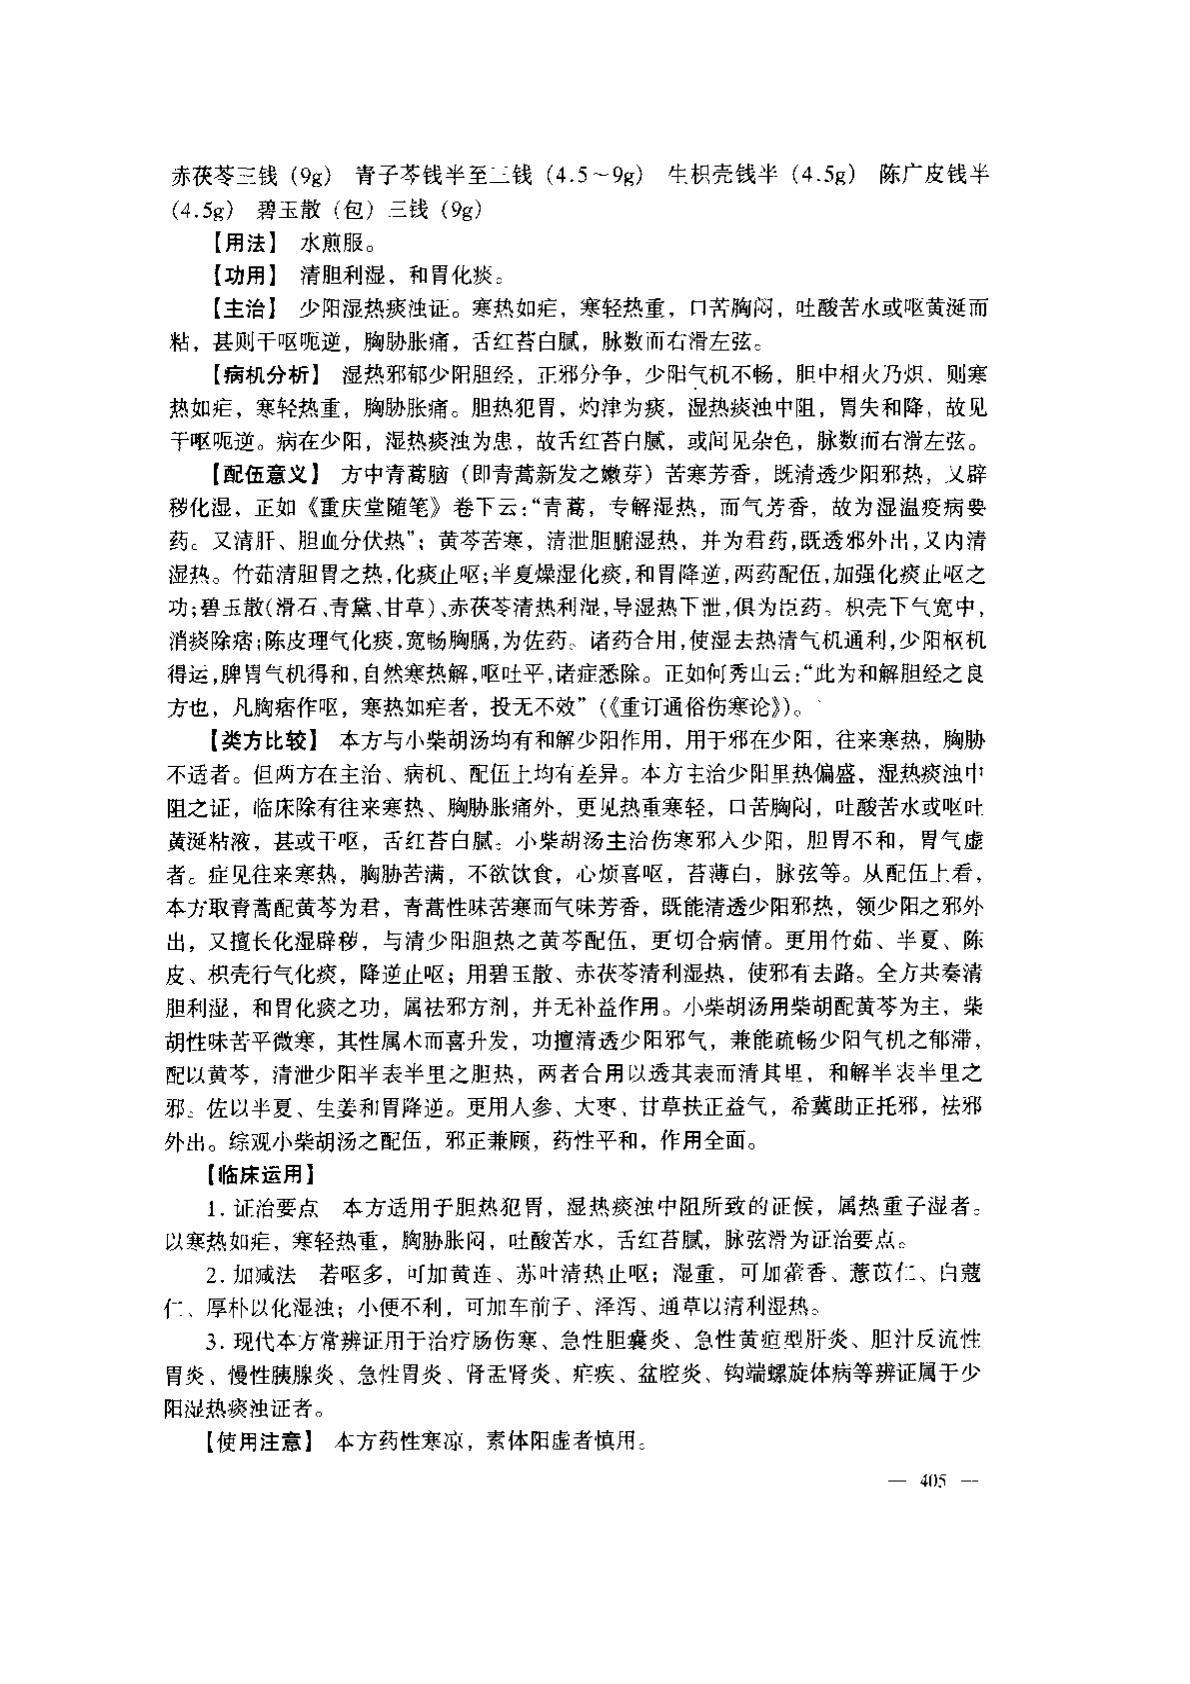 赤茯苓三钱（9g）　青子芩钱半至三钱（4.5～9g）　生枳壳钱半（4.5g）　陈广皮钱半
（4.5g）　碧玉散（包）三钱（9g）
【用法】　水煎服。
【功用】　清胆利湿，和胃化痰。
【主治】　少阳湿热痰浊证。寒热如疟，寒轻热重，口苦胸闷，吐酸苦水或呕黄涎而
粘，甚则干呕呃逆，胸胁胀痛，舌红苔白腻，脉数而右滑左弦。
【病机分析】　湿热邪郁少阳胆经，正邪分争，少阳气机不畅，胆中相火乃炽，则寒
热如疟，寒轻热重，胸胁胀痛。胆热犯胃，灼津为痰，湿热痰浊中阻，胃失和降，故见
干呕呃逆。病在少阳，湿热痰浊为患，故舌红苔白腻，或间见杂色，脉数而右滑左弦。
【配伍意义】　方中青蒿脑（即青蒿新发之嫩芽）苦寒芳香，既清透少阳邪热，又辟
秽化湿，正如《重庆堂随笔》卷下云：“青蒿，专解湿热，而气芳香，故为湿温疫病要
药。又清肝、胆血分伏热”；黄芩苦寒，清泄胆腑湿热，并为君药，既透邪外出，又内清
湿热。竹茹清胆胃之热，化痰止呕；半夏燥湿化痰，和胃降逆，两药配伍，加强化痰止呕之
功；碧玉散（滑石、青黛、甘草）、赤茯苓清热利湿，导湿热下泄，俱为臣药。枳壳下气宽中，
消痰除痞；陈皮理气化痰，宽畅胸膈，为佐药。诸药合用，使湿去热清气机通利，少阳枢机
得运，脾胃气机得和，自然寒热解，呕吐平，诸症悉除。正如何秀山云：“此为和解胆经之良
方也，凡胸痞作呕，寒热如疟者，投无不效”（《重订通俗伤寒论》）。
【类方比较】　本方与小柴胡汤均有和解少阳作用，用于邪在少阳，往来寒热，胸胁
不适者。但两方在主治、病机、配伍上均有差异。本方主治少阳里热偏盛，湿热痰浊中
阻之证，临床除有往来寒热、胸胁胀痛外，更见热重寒轻，口苦胸闷，吐酸苦水或呕吐
黄涎粘液，甚或干呕，舌红苔白腻。小柴胡汤主治伤寒邪入少阳，胆胃不和，胃气虚
者。症见往来寒热，胸胁苦满，不欲饮食，心烦喜呕，苔薄白，脉弦等。从配伍上看，
本方取青蒿配黄芩为君，青蒿性味苦寒而气味芳香，既能清透少阳邪热，领少阳之邪外
出，又擅长化湿辟秽，与清少阳胆热之黄芩配伍，更切合病情。更用竹茹、半夏、陈
皮、枳壳行气化痰，降逆止呕；用碧玉散、赤茯苓清利湿热，使邪有去路。全方共奏清
胆利湿，和胃化痰之功，属祛邪方剂，并无补益作用。小柴胡汤用柴胡配黄芩为主，柴
胡性味苦平微寒，其性属木而喜升发，功擅清透少阳邪气，兼能疏畅少阳气机之郁滞，
配以黄芩，清泄少阳半表半里之胆热，两者合用以透其表而清其里，和解半表半里之
邪。佐以半夏、生姜和胃降逆。更用人参、大枣、甘草扶正益气，希冀助正托邪，祛邪
外出。综观小柴胡汤之配伍，邪正兼顾，药性平和，作用全面。
【临床运用】
1. 证治要点　本方适用于胆热犯胃，湿热痰浊中阻所致的证候，属热重于湿者。
以寒热如疟，寒轻热重，胸胁胀闷，吐酸苦水，舌红苔腻，脉弦滑为证治要点。
2. 加减法　若呕多，可加黄连、苏叶清热止呕；湿重，可加藿香、薏苡仁、白蔻
仁、厚朴以化湿浊；小便不利，可加车前子、泽泻、通草以清利湿热。
3. 现代本方常辨证用于治疗肠伤寒、急性胆囊炎、急性黄疸型肝炎、胆汁反流性
胃炎、慢性胰腺炎、急性胃炎、肾盂肾炎、疟疾、盆腔炎、钩端螺旋体病等辨证属于少
阳湿热痰浊证者。
【使用注意】　本方药性寒凉，素体阳虚者慎用。
— 405 —